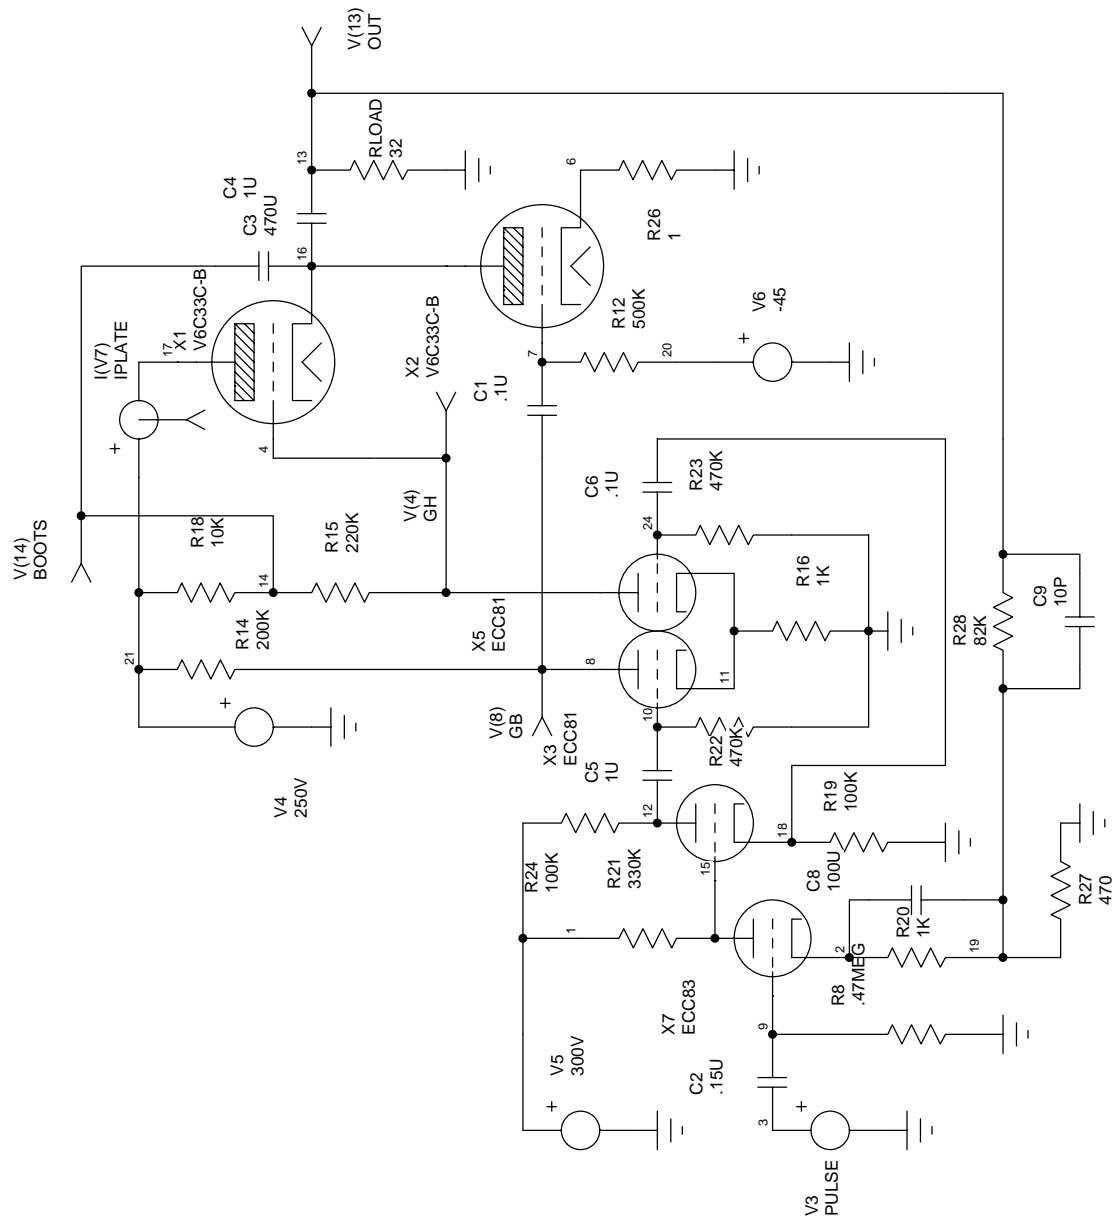 V(14)
BOOTS
I(V7)
IPLATE
+
17
X1
V6C33C-B
C3
470U
C4
1U
13
V(13)
OUT
16
RLOAD
32
4
21
R18
10K
14
R15
220K
R14
200K
V(4)
GH
X2
V6C33C-B
X5
ECC81
C1
.1U
7
R12
500K
6
R26
1
20
V6
-45
+
V4
250V
+
V(8)
GB
X3
ECC81
8
10
11
24
C6
.1U
R23
470K
R16
1K
R22
470K
C5
1U
12
R24
100K
R21
330K
15
18
R19
100K
C8
100U
R28
82K
C9
10P
1
X7
ECC83
2
R20
1K
19
R27
470
R8
.47MEG
9
V5
300V
+
C2
.15U
3
+
V3
PULSE